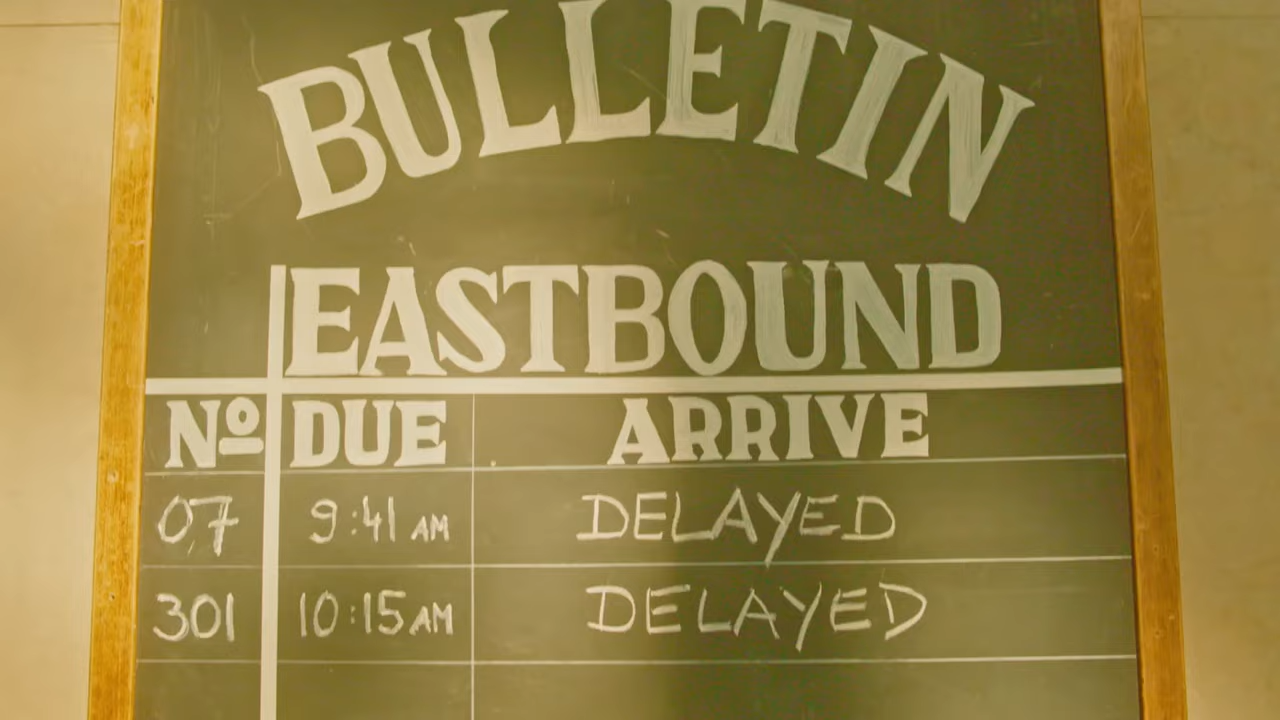 BULLETIN
EASTBOUND
Nº DUE ARRIVE
07 9:41 AM DELAYED
301 10:15 AM DELAYED